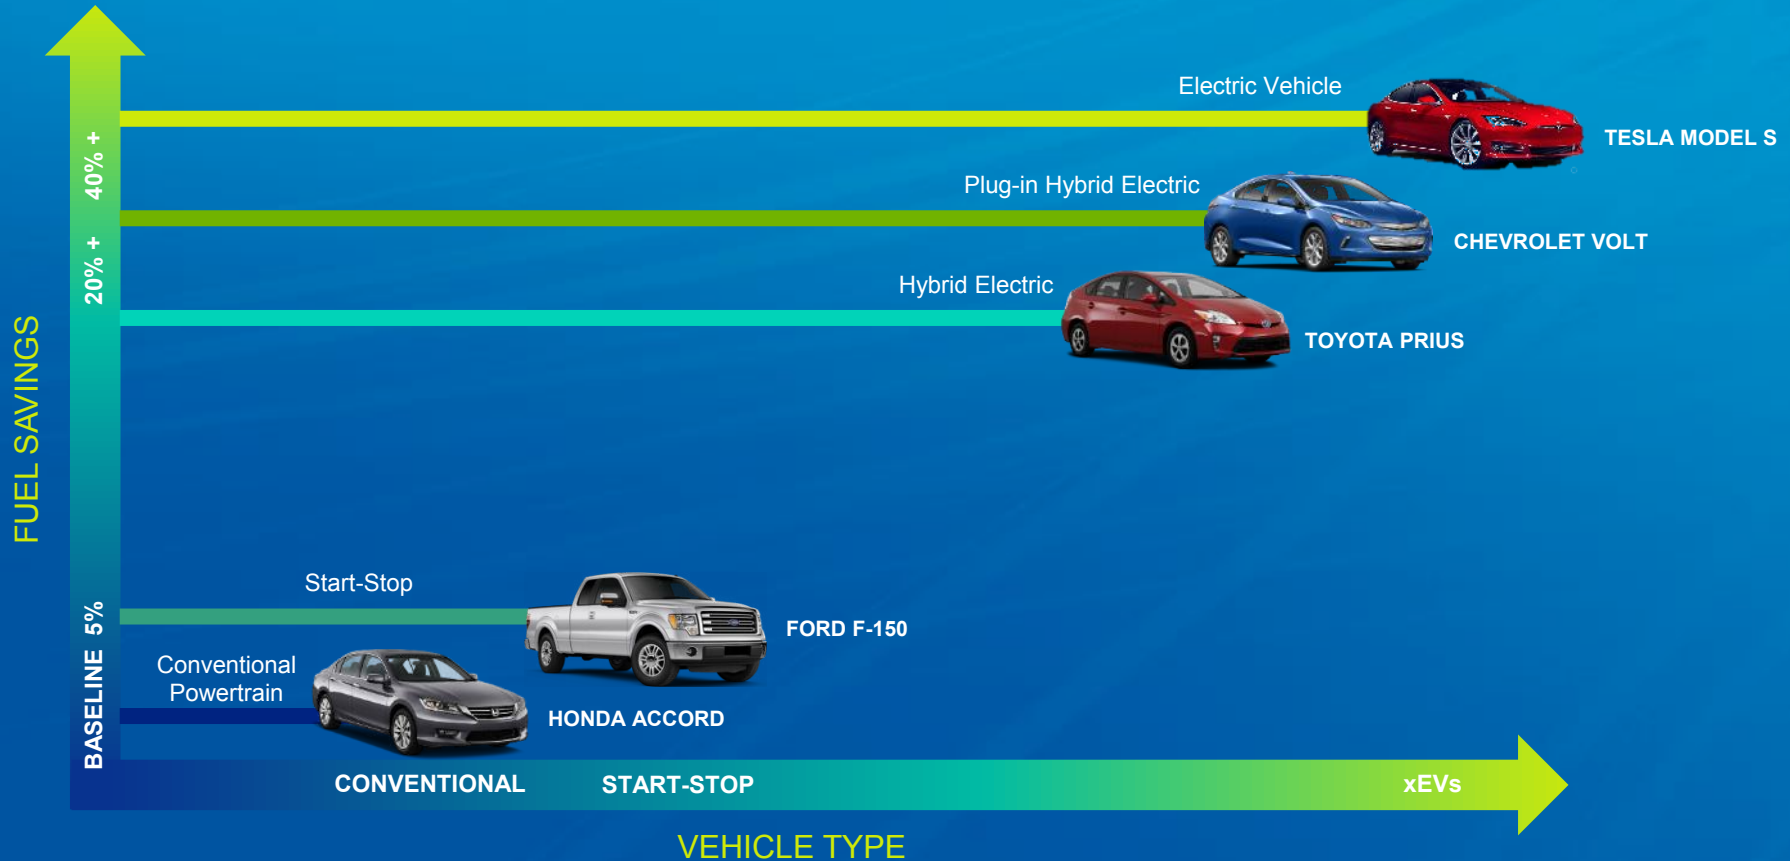 Electric Vehicle
TESLA MODEL S
40% +
Plug-in Hybrid Electric
CHEVROLET VOLT
20% +
Hybrid Electric
TOYOTA PRIUS
FUEL SAVINGS
Start-Stop
FORD F-150
BASELINE 5%
Conventional
Powertrain
HONDA ACCORD
CONVENTIONAL START-STOP xEVs
VEHICLE TYPE